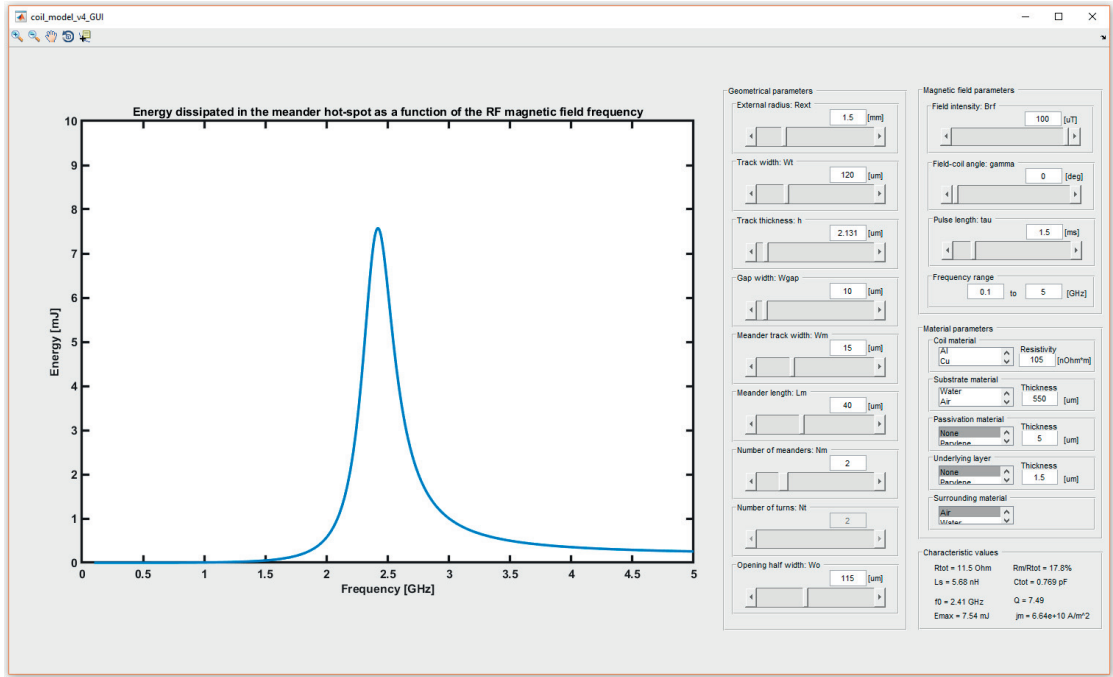 coil_model_v4_GUI
Energy dissipated in the meander hot-spot as a function of the RF magnetic field frequency
10
9
8
7
6
5
4
3
2
1
0
Energy [mJ]
0 0.5 1 1.5 2 2.5 3 3.5 4 4.5 5
Frequency [GHz]
Geometrical parameters
External radius: Rext
1.5 [mm]
Track width: Wt
120 [um]
Track thickness: h
2.131 [um]
Gap width: Wgap
10 [um]
Meander track width: Wm
15 [um]
Meander length: Lm
40 [um]
Number of meanders: Nm
2
Number of turns: Nt
2
Opening half width: Wo
115 [um]
Magnetic field parameters
Field intensity: Brf
100 [uT]
Field-coil angle: gamma
0 [deg]
Pulse length: tau
1.5 [ms]
Frequency range
0.1 to 5 [GHz]
Material parameters
Coil material
Al
Cu
Resistivity
105 [nOhm*m]
Substrate material
Water
Air
Thickness
550 [um]
Passivation material
None
Parylene
Thickness
5 [um]
Underlying layer
None
Parylene
Thickness
1.5 [um]
Surrounding material
Air
Water
Characteristic values
Rtot = 11.5 Ohm Rm/Rtot = 17.8%
Ls = 5.68 nH Ctot = 0.769 pF
f0 = 2.41 GHz Q = 7.49
Emax = 7.54 mJ jm = 6.64e+10 A/m^2